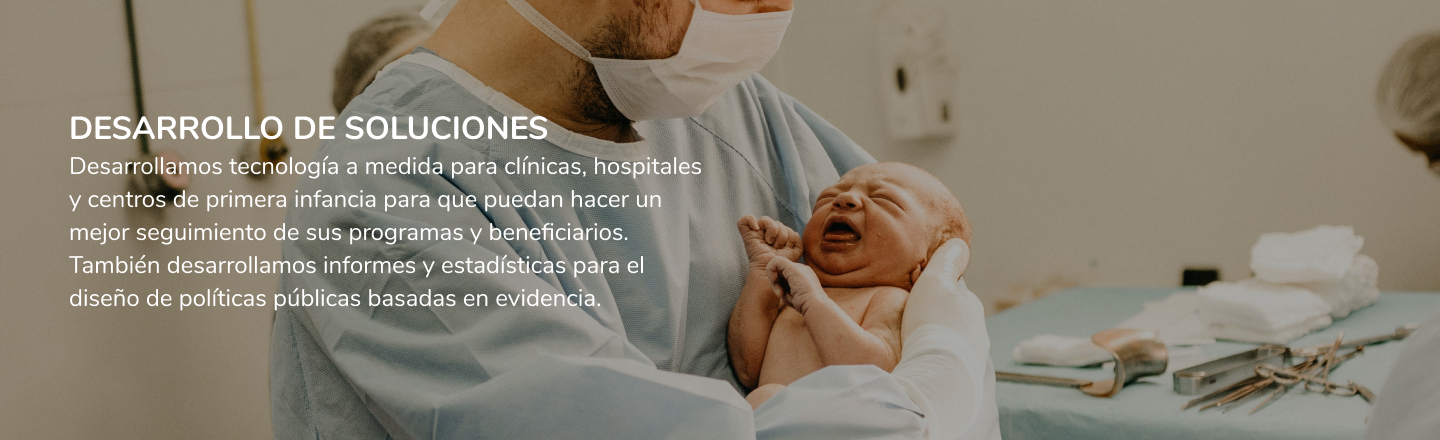 DESARROLLO DE SOLUCIONES
Desarrollamos tecnología a medida para clínicas, hospitales
y centros de primera infancia para que puedan hacer un
mejor seguimiento de sus programas y beneficiarios.
También desarrollamos informes y estadísticas para el
diseño de políticas públicas basadas en evidencia.